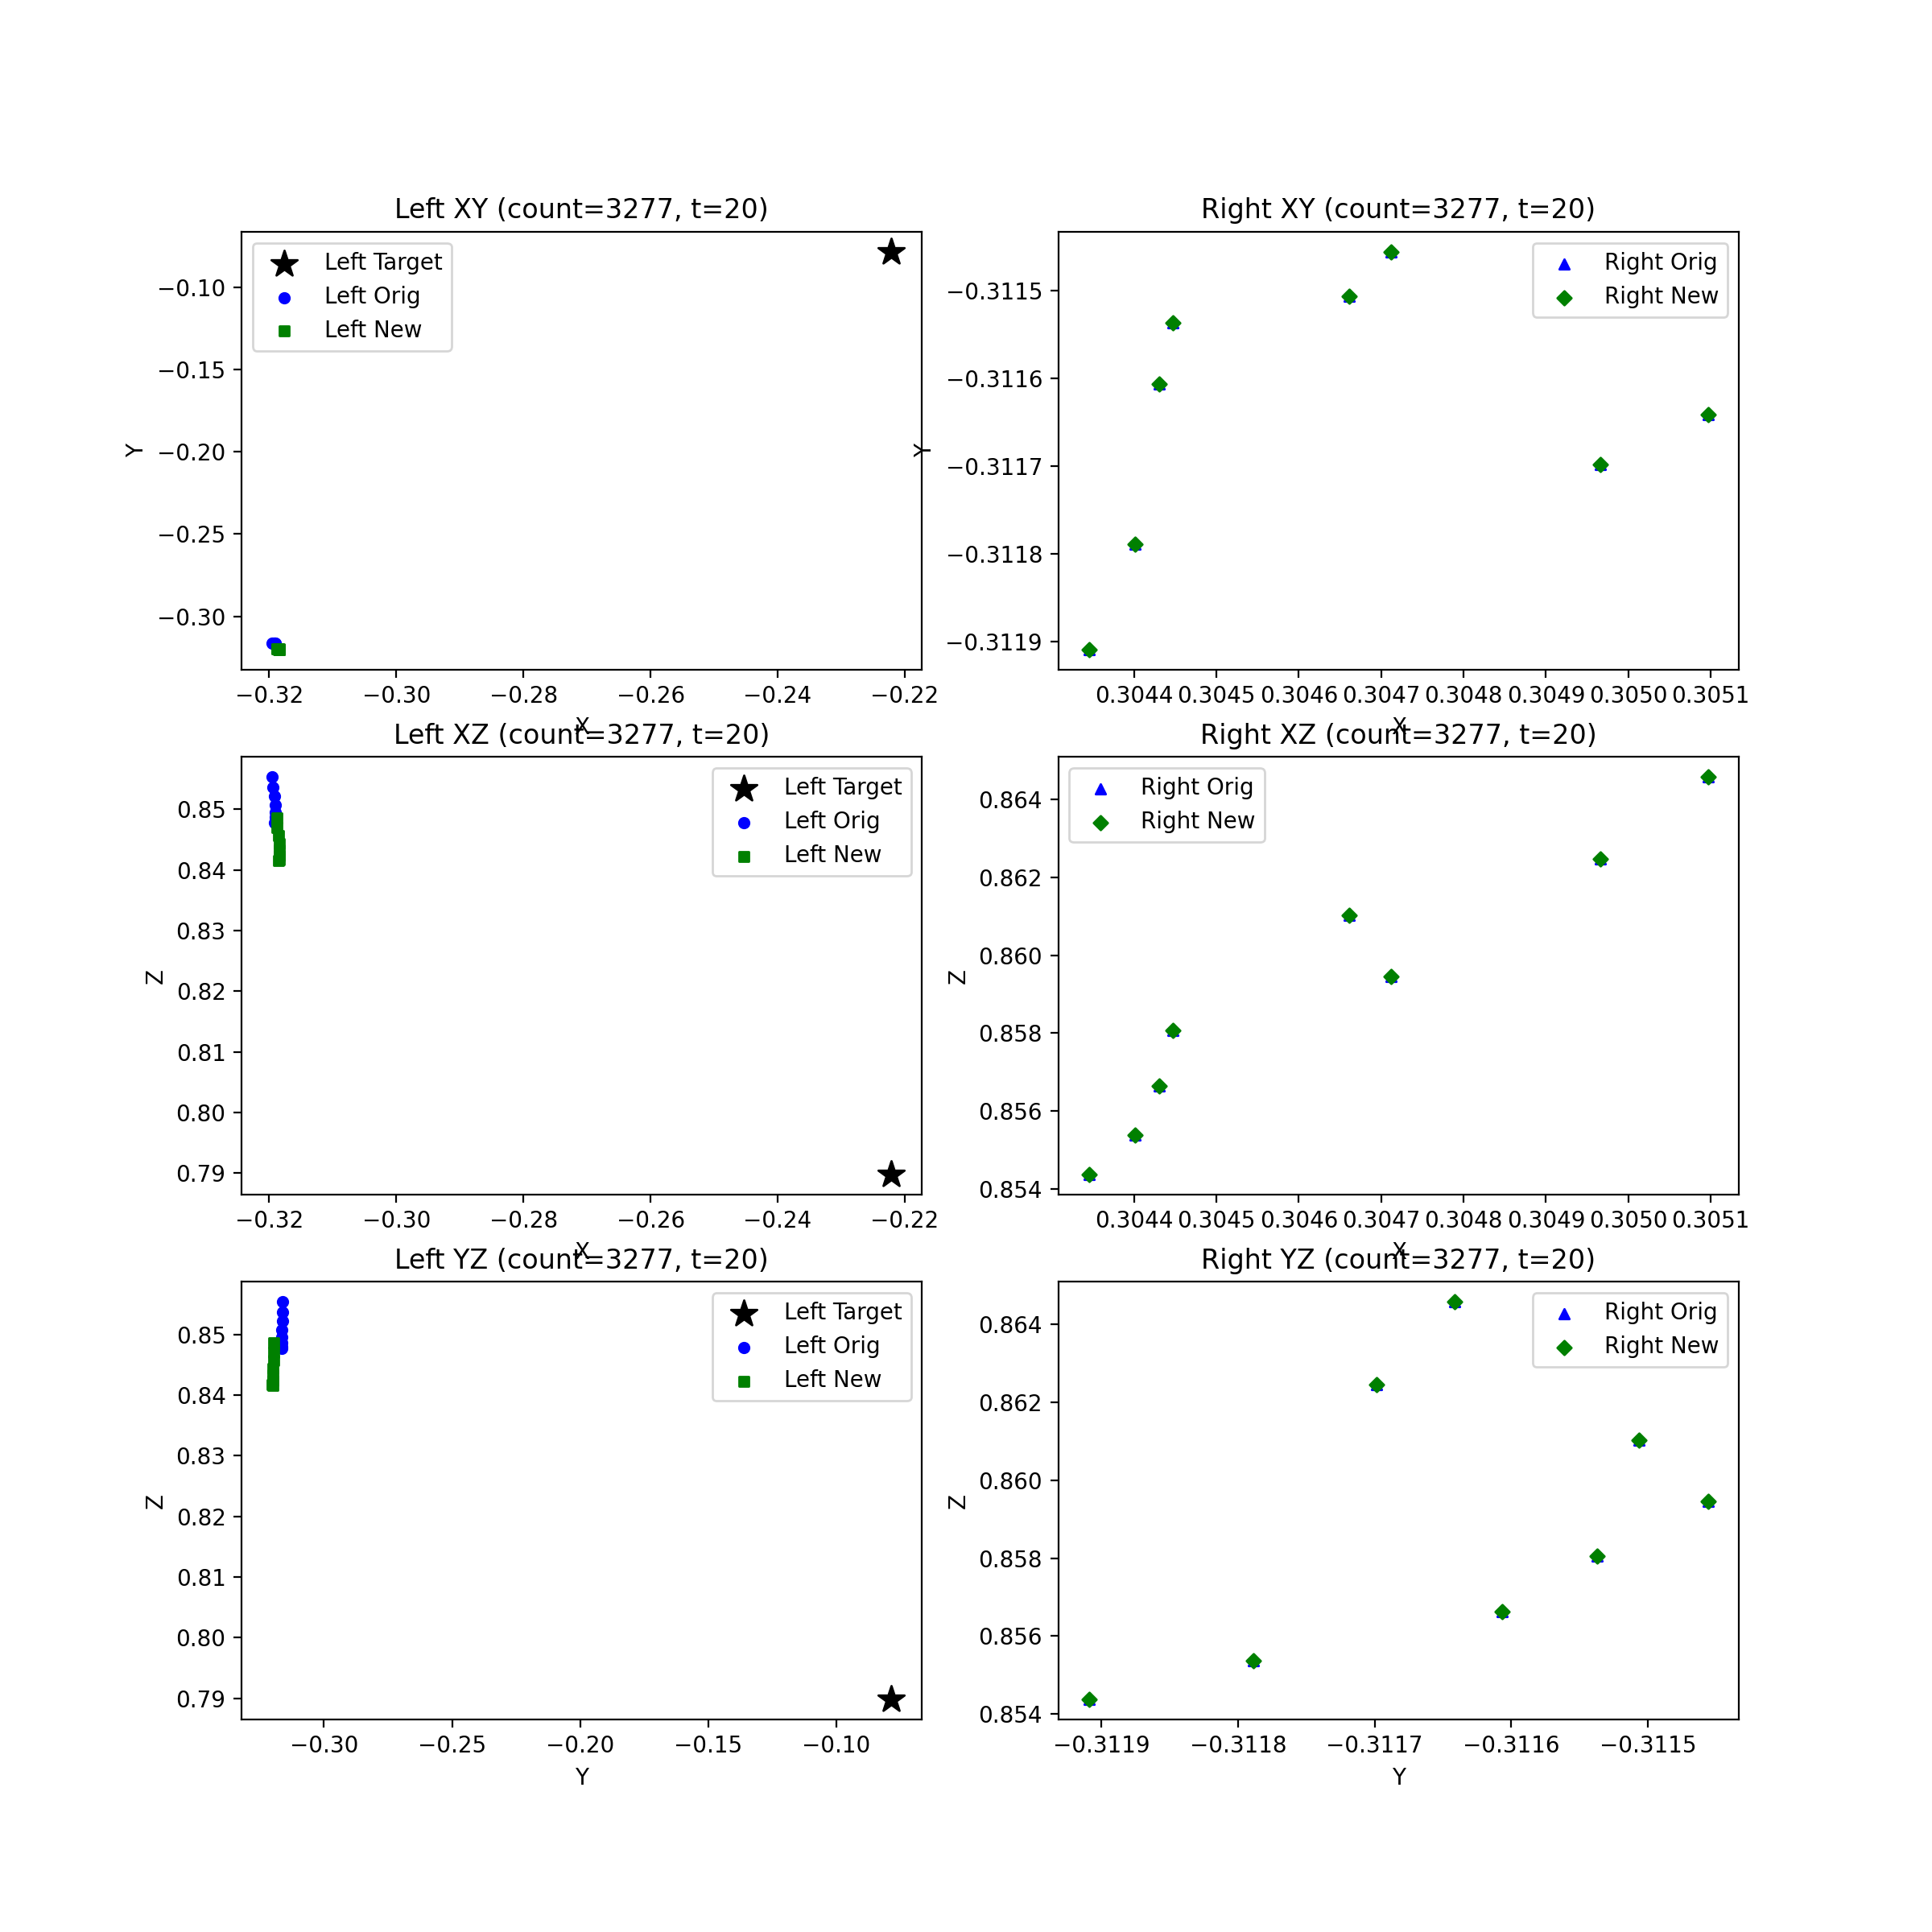 Left XY (count=3277, t=20)
Left Target
Left Orig
Left New
Y
−0.10
−0.15
−0.20
−0.25
−0.30
−0.32 −0.30 −0.28 −0.26 −0.24 −0.22
X
Right XY (count=3277, t=20)
Right Orig
Right New
Y
−0.3115
−0.3116
−0.3117
−0.3118
−0.3119
0.3044 0.3045 0.3046 0.3047 0.3048 0.3049 0.3050 0.3051
X
Left XZ (count=3277, t=20)
Left Target
Left Orig
Left New
Z
0.85
0.84
0.83
0.82
0.81
0.80
0.79
−0.32 −0.30 −0.28 −0.26 −0.24 −0.22
X
Right XZ (count=3277, t=20)
Right Orig
Right New
Z
0.864
0.862
0.860
0.858
0.856
0.854
0.3044 0.3045 0.3046 0.3047 0.3048 0.3049 0.3050 0.3051
X
Left YZ (count=3277, t=20)
Left Target
Left Orig
Left New
Z
0.85
0.84
0.83
0.82
0.81
0.80
0.79
−0.30 −0.25 −0.20 −0.15 −0.10
Y
Right YZ (count=3277, t=20)
Right Orig
Right New
Z
0.864
0.862
0.860
0.858
0.856
0.854
−0.3119 −0.3118 −0.3117 −0.3116 −0.3115
Y